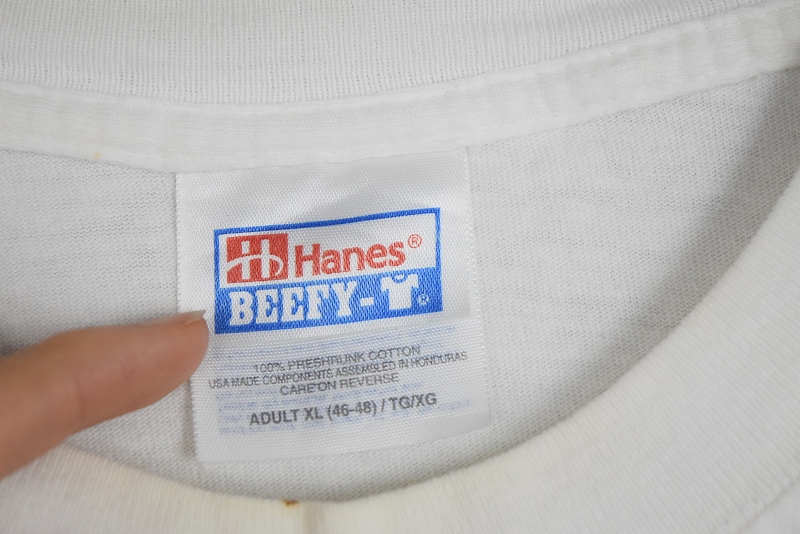 Hanes®
BEEFY-T®
100% PRESHRUNK COTTON
USA MADE COMPONENTS ASSEMBLED IN HONDURAS
CARE ON REVERSE
ADULT XL (46-48) / TG/XG